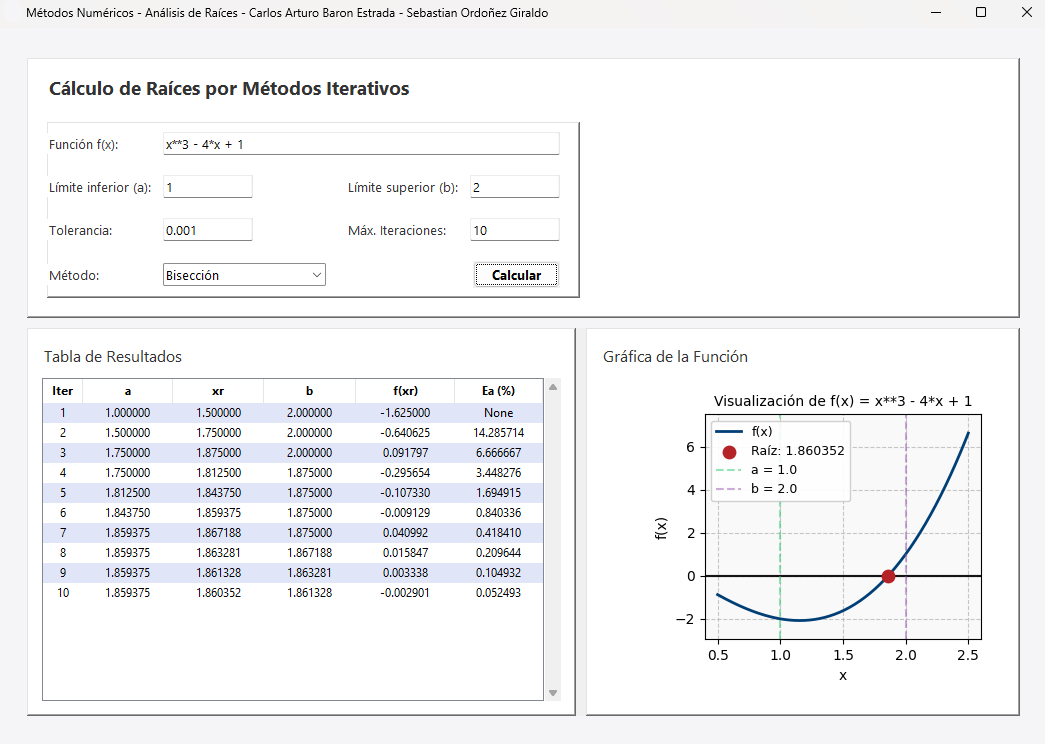 Métodos Numéricos - Análisis de Raíces - Carlos Arturo Baron Estrada - Sebastian Ordoñez Giraldo
Cálculo de Raíces por Métodos Iterativos
Función f(x): x**3 - 4*x + 1
Límite inferior (a): 1 Límite superior (b): 2
Tolerancia: 0.001 Máx. Iteraciones: 10
Método: Bisección Calcular
Tabla de Resultados
Iter a xr b f(xr) Ea (%)
1 1.000000 1.500000 2.000000 -1.625000 None
2 1.500000 1.750000 2.000000 -0.640625 14.285714
3 1.750000 1.875000 2.000000 0.091797 6.666667
4 1.750000 1.812500 1.875000 -0.295654 3.448276
5 1.812500 1.843750 1.875000 -0.107330 1.694915
6 1.843750 1.859375 1.875000 -0.009129 0.840336
7 1.859375 1.867188 1.875000 0.040992 0.418410
8 1.859375 1.863281 1.867188 0.015847 0.209644
9 1.859375 1.861328 1.863281 0.003338 0.104932
10 1.859375 1.860352 1.861328 -0.002901 0.052493
Gráfica de la Función
Visualización de f(x) = x**3 - 4*x + 1
f(x)
Raíz: 1.860352
a = 1.0
b = 2.0
6
4
2
0
−2
f(x)
0.5 1.0 1.5 2.0 2.5
x